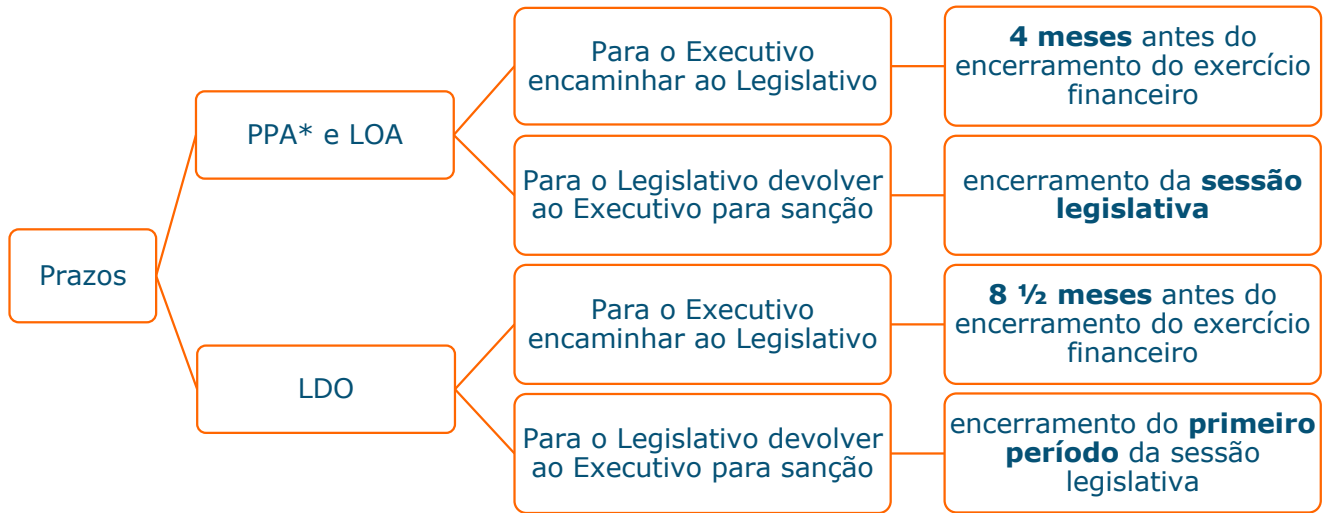 Prazos
PPA* e LOA
Para o Executivo
encaminhar ao Legislativo
4 meses antes do
encerramento do exercício
financeiro
Para o Legislativo devolver
ao Executivo para sanção
encerramento da sessão
legislativa
LDO
Para o Executivo
encaminhar ao Legislativo
8 ½ meses antes do
encerramento do exercício
financeiro
Para o Legislativo devolver
ao Executivo para sanção
encerramento do primeiro
período da sessão
legislativa